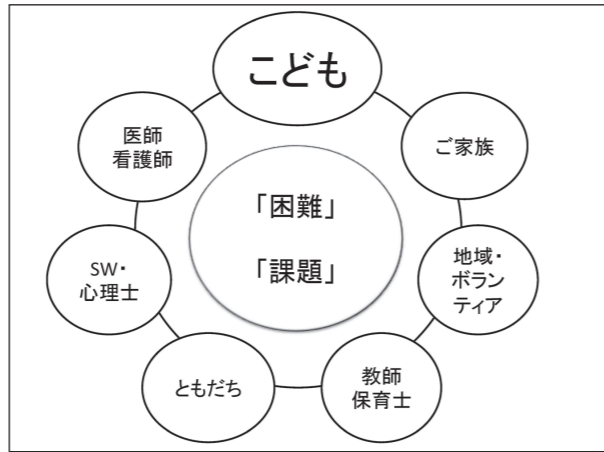 こども
医師
看護師
ご家族
「困難」
「課題」
SW・
心理士
地域・
ボラン
ティア
ともだち
教師
保育士